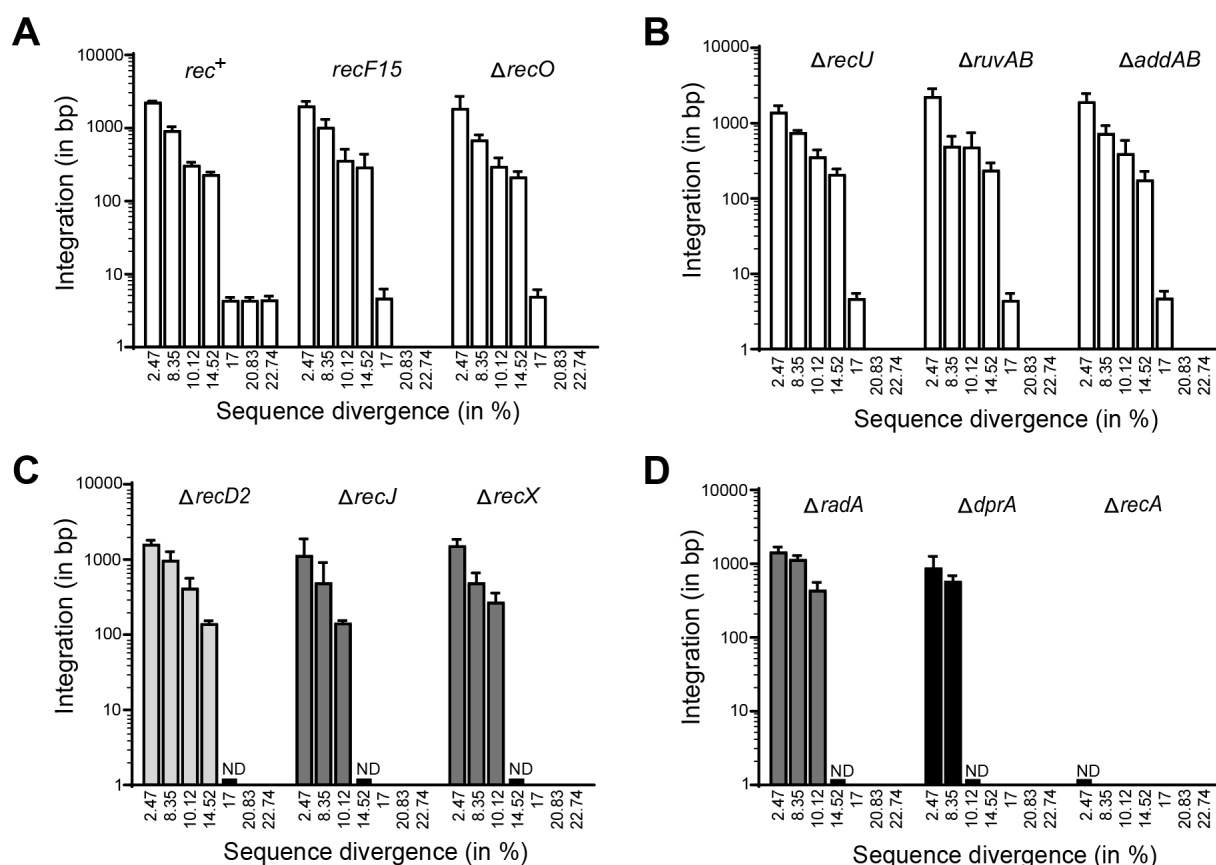 A
rec+ recF15 ΔrecO
Integration (in bp)
10000
1000
100
10
1
2.47 8.35 10.12 14.52 17 20.83 22.74 2.47 8.35 10.12 14.52 17 20.83 22.74 2.47 8.35 10.12 14.52 17 20.83 22.74
Sequence divergence (in %)
B
ΔrecU ΔruvAB ΔaddAB
Integration (in bp)
10000
1000
100
10
1
2.47 8.35 10.12 14.52 17 20.83 22.74 2.47 8.35 10.12 14.52 17 20.83 22.74 2.47 8.35 10.12 14.52 17 20.83 22.74
Sequence divergence (in %)
C
ΔrecD2 ΔrecJ ΔrecX
Integration (in bp)
10000
1000
100
10
1
ND ND ND
2.47 8.35 10.12 14.52 17 20.83 22.74 2.47 8.35 10.12 14.52 17 20.83 22.74 2.47 8.35 10.12 14.52 17 20.83 22.74
Sequence divergence (in %)
D
ΔradA ΔdprA ΔrecA
Integration (in bp)
10000
1000
100
10
1
ND ND ND
2.47 8.35 10.12 14.52 17 20.83 22.74 2.47 8.35 10.12 14.52 17 20.83 22.74 2.47 8.35 10.12 14.52 17 20.83 22.74
Sequence divergence (in %)